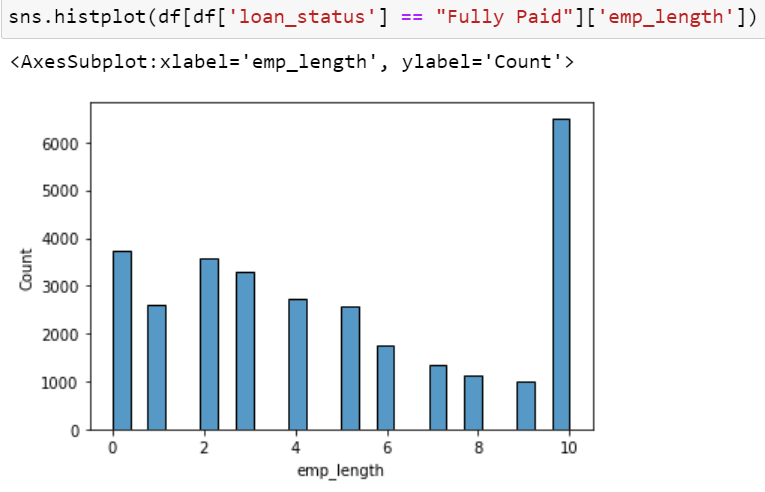 sns.histplot(df[df['loan_status'] == "Fully Paid"]['emp_length'])
<AxesSubplot:xlabel='emp_length', ylabel='Count'>
6000
5000
4000
3000
2000
1000
0
Count
0 2 4 6 8 10
emp_length